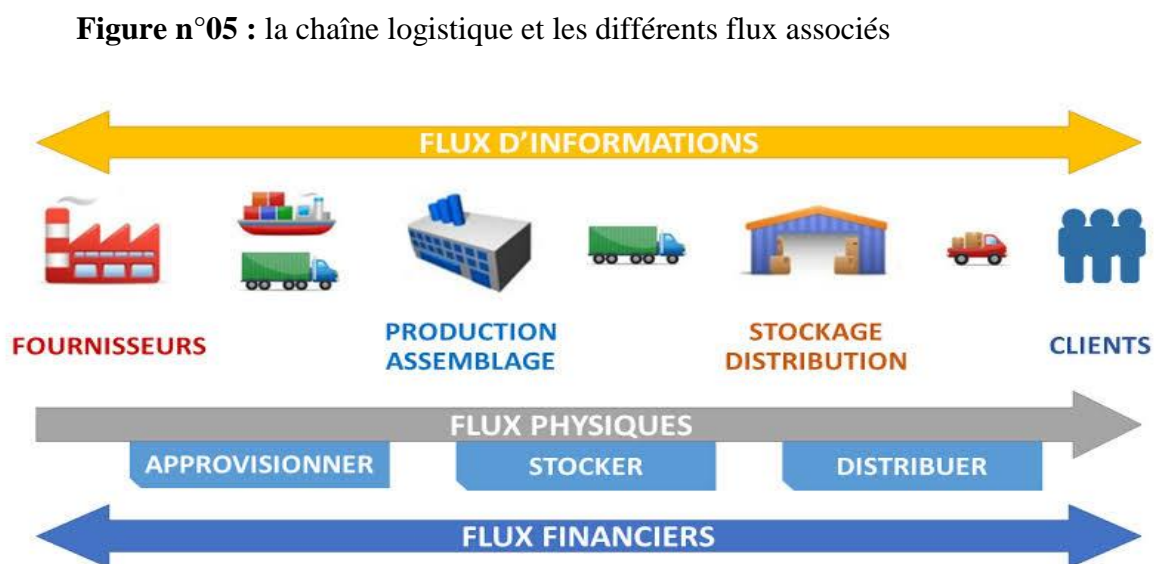 Figure n°05 : la chaîne logistique et les différents flux associés
FLUX D'INFORMATIONS
FOURNISSEURS
PRODUCTION
ASSEMBLAGE
STOCKAGE
DISTRIBUTION
CLIENTS
FLUX PHYSIQUES
APPROVISIONNER
STOCKER
DISTRIBUER
FLUX FINANCIERS